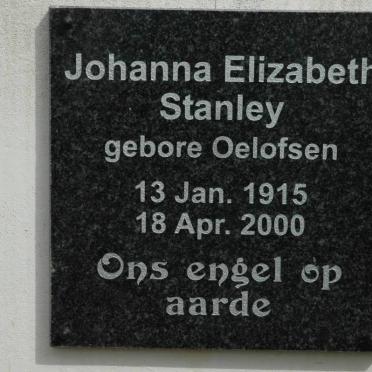 Johanna Elizabeth
Stanley
gebore Oelofsen
13 Jan. 1915
18 Apr. 2000
Ons engel op
aarde